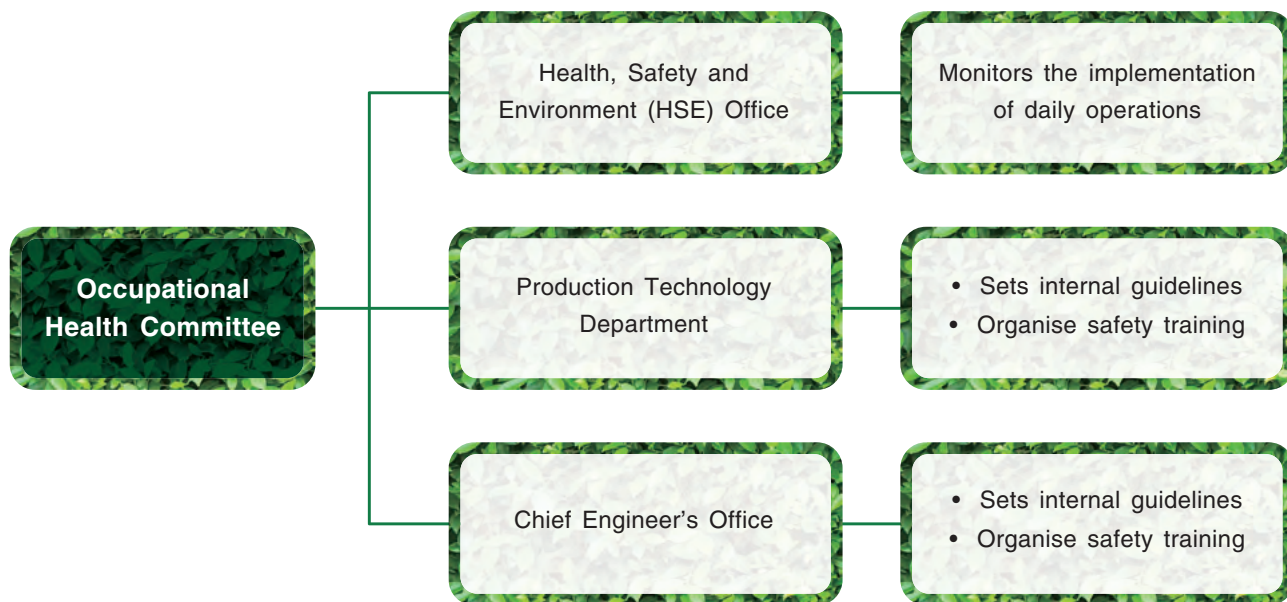 Health, Safety and
Environment (HSE) Office
Monitors the implementation
of daily operations
Occupational
Health Committee
Production Technology
Department
• Sets internal guidelines
• Organise safety training
Chief Engineer's Office
• Sets internal guidelines
• Organise safety training